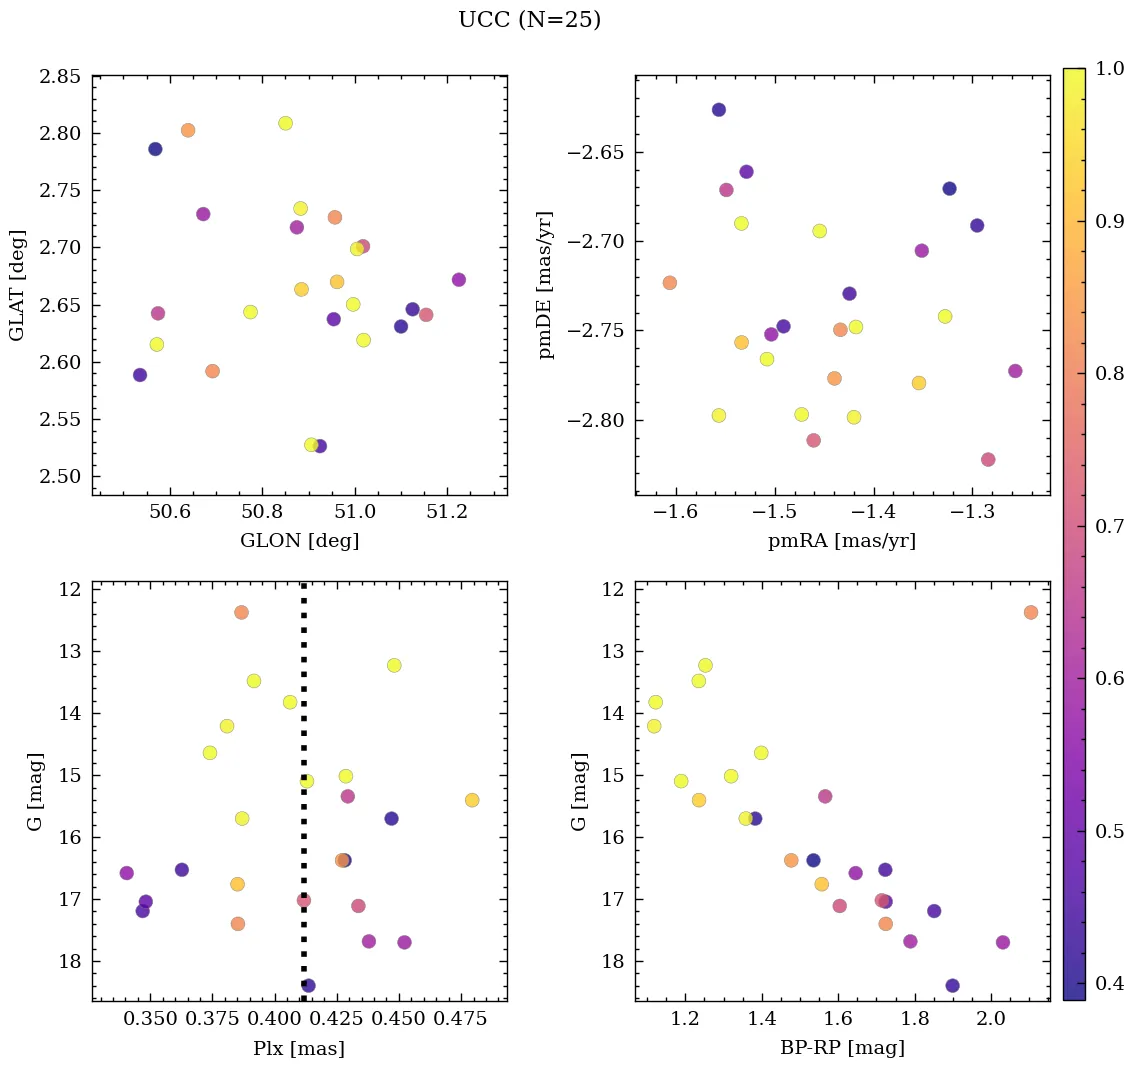 UCC (N=25)
2.85
2.80
2.75
2.70
2.65
2.60
2.55
2.50
GLAT [deg]
50.6 50.8 51.0 51.2
GLON [deg]
−2.65
−2.70
−2.75
−2.80
pmDE [mas/yr]
−1.6 −1.5 −1.4 −1.3
pmRA [mas/yr]
1.0
0.9
0.8
0.7
0.6
0.5
0.4
12
13
14
15
16
17
18
G [mag]
0.350 0.375 0.400 0.425 0.450 0.475
Plx [mas]
12
13
14
15
16
17
18
G [mag]
1.2 1.4 1.6 1.8 2.0
BP-RP [mag]